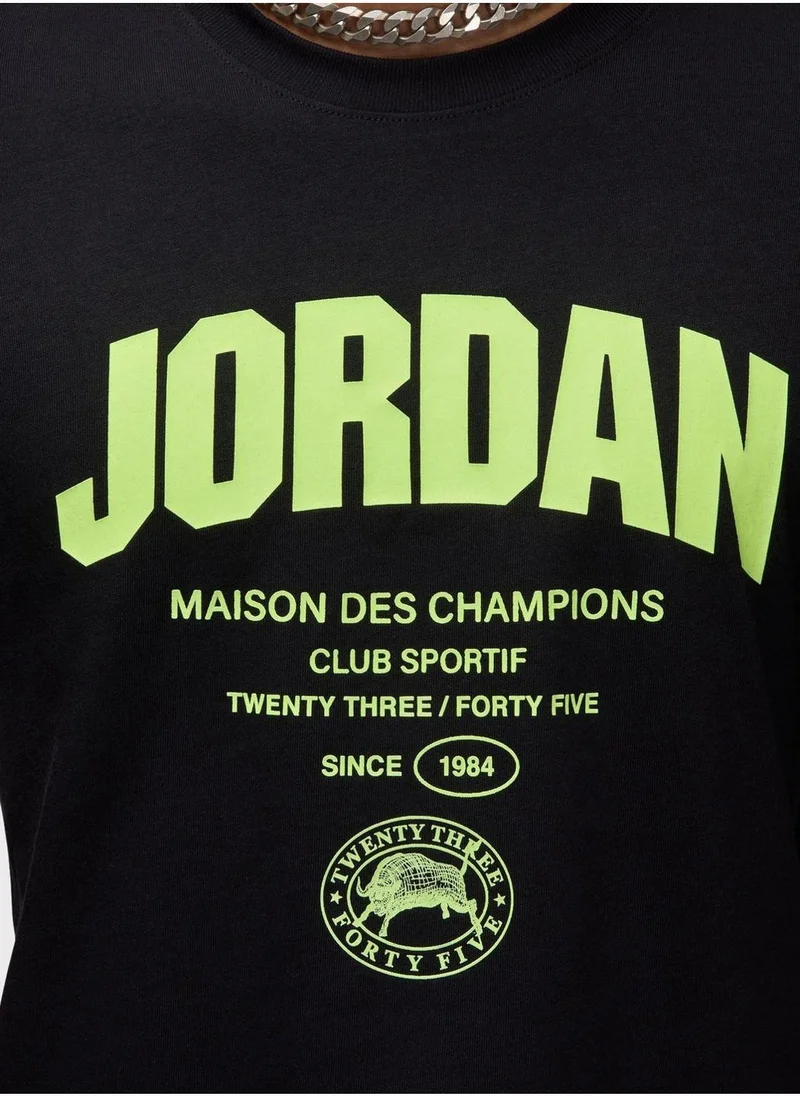 JORDAN
MAISON DES CHAMPIONS
CLUB SPORTIF
TWENTY THREE / FORTY FIVE
SINCE 1984
TWENTY THREE
FORTY FIVE